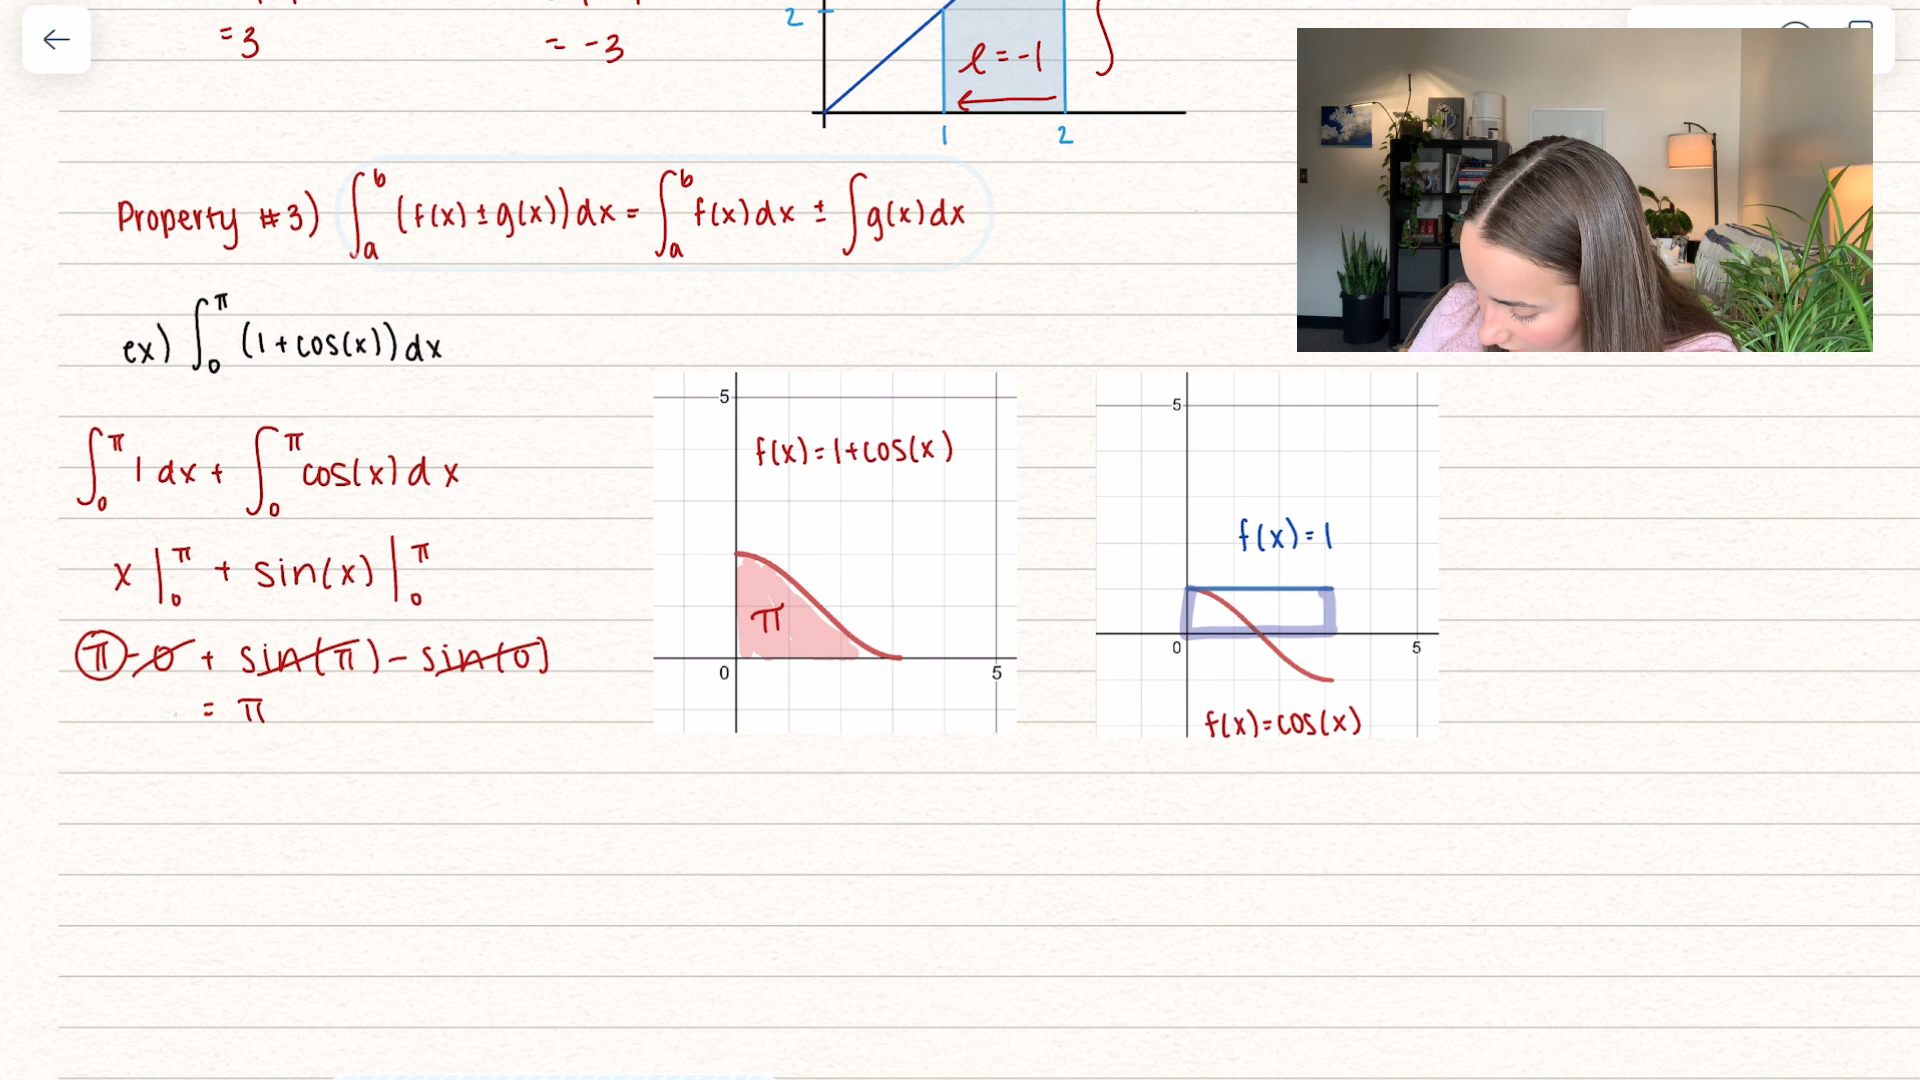 = 3
= -3
2
l = -1
1 2
Property #3) ∫_a^b (f(x) ± g(x)) dx = ∫_a^b f(x) dx ± ∫ g(x) dx
ex) ∫_0^π (1 + cos(x)) dx
∫_0^π 1 dx + ∫_0^π cos(x) dx
x |_0^π + sin(x) |_0^π
π - 0 + sin(π) - sin(0)
= π
5
f(x) = 1 + cos(x)
π
0 5
5
f(x) = 1
0 5
f(x) = cos(x)